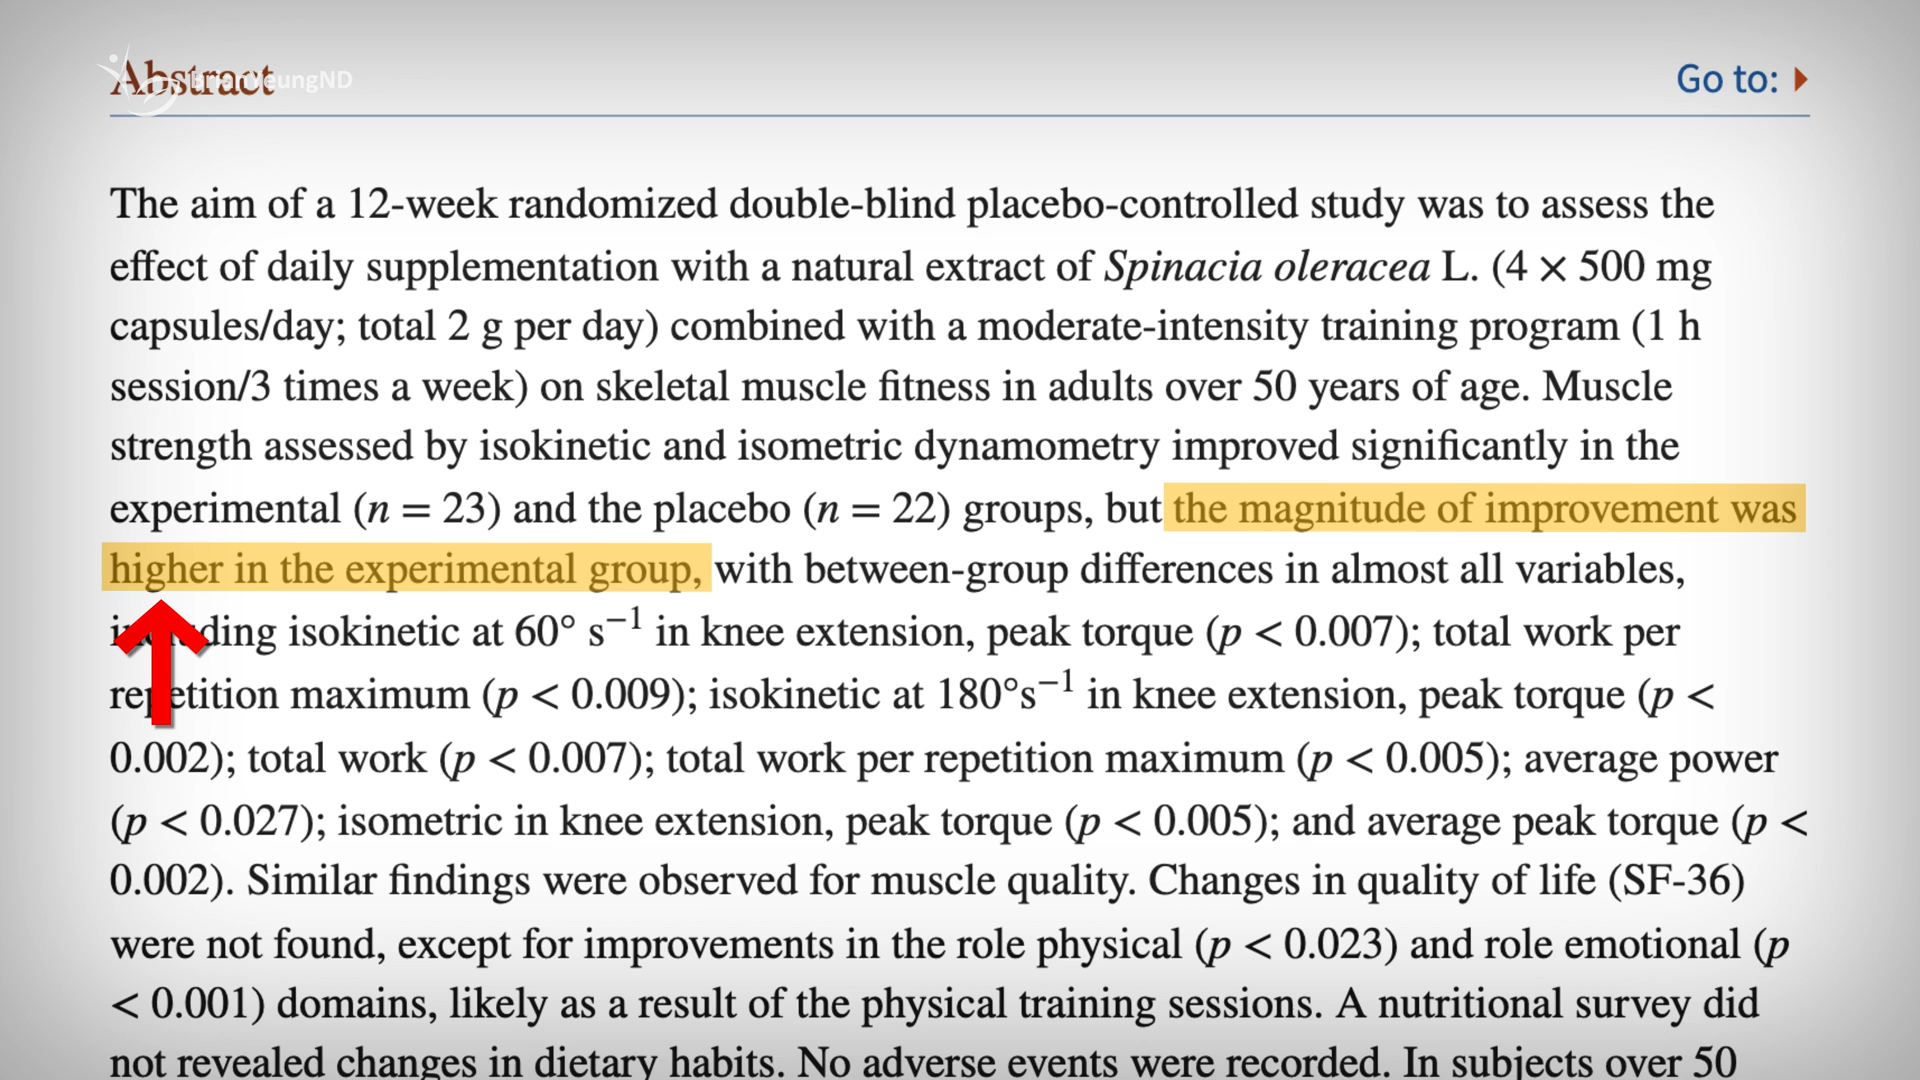 Abstract
BrianYeungND
Go to:
The aim of a 12-week randomized double-blind placebo-controlled study was to assess the
effect of daily supplementation with a natural extract of Spinacia oleracea L. (4 × 500 mg
capsules/day; total 2 g per day) combined with a moderate-intensity training program (1 h
session/3 times a week) on skeletal muscle fitness in adults over 50 years of age. Muscle
strength assessed by isokinetic and isometric dynamometry improved significantly in the
experimental (n = 23) and the placebo (n = 22) groups, but the magnitude of improvement was
higher in the experimental group, with between-group differences in almost all variables,
including isokinetic at 60° s⁻¹ in knee extension, peak torque (p < 0.007); total work per
repetition maximum (p < 0.009); isokinetic at 180°s⁻¹ in knee extension, peak torque (p <
0.002); total work (p < 0.007); total work per repetition maximum (p < 0.005); average power
(p < 0.027); isometric in knee extension, peak torque (p < 0.005); and average peak torque (p <
0.002). Similar findings were observed for muscle quality. Changes in quality of life (SF-36)
were not found, except for improvements in the role physical (p < 0.023) and role emotional (p
< 0.001) domains, likely as a result of the physical training sessions. A nutritional survey did
not revealed changes in dietary habits. No adverse events were recorded. In subjects over 50